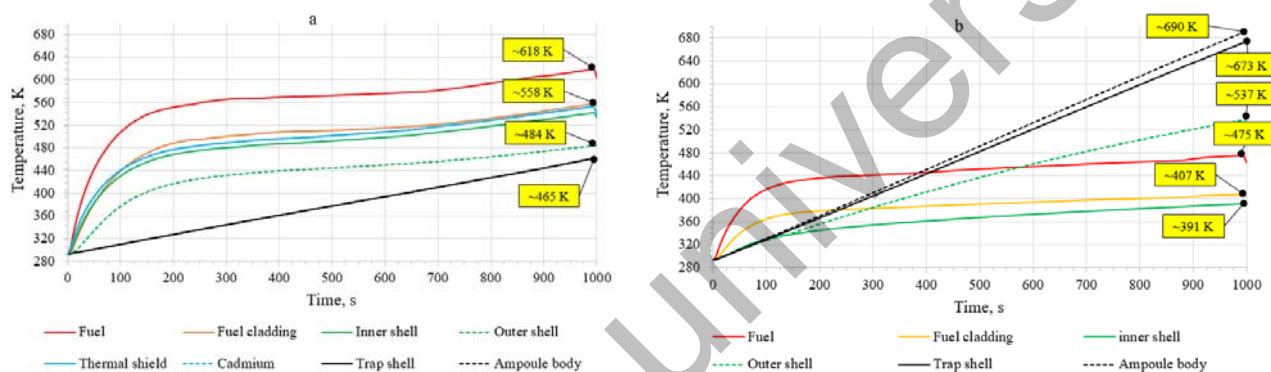 a
680
640
600
560
520
480
440
400
360
320
280
Temperature, K
~618 K
~558 K
~484 K
~465 K
0 100 200 300 400 500 600 700 800 900 1000
Time, s
Fuel Fuel cladding Inner shell Outer shell
Thermal shield Cadmium Trap shell Ampoule body
b
680
640
600
560
520
480
440
400
360
320
280
Temperature, K
~690 K
~673 K
~537 K
~475 K
~407 K
~391 K
0 100 200 300 400 500 600 700 800 900 1000
Time, s
Fuel Fuel cladding inner shell
Outer shell Trap shell Ampoule body
univers